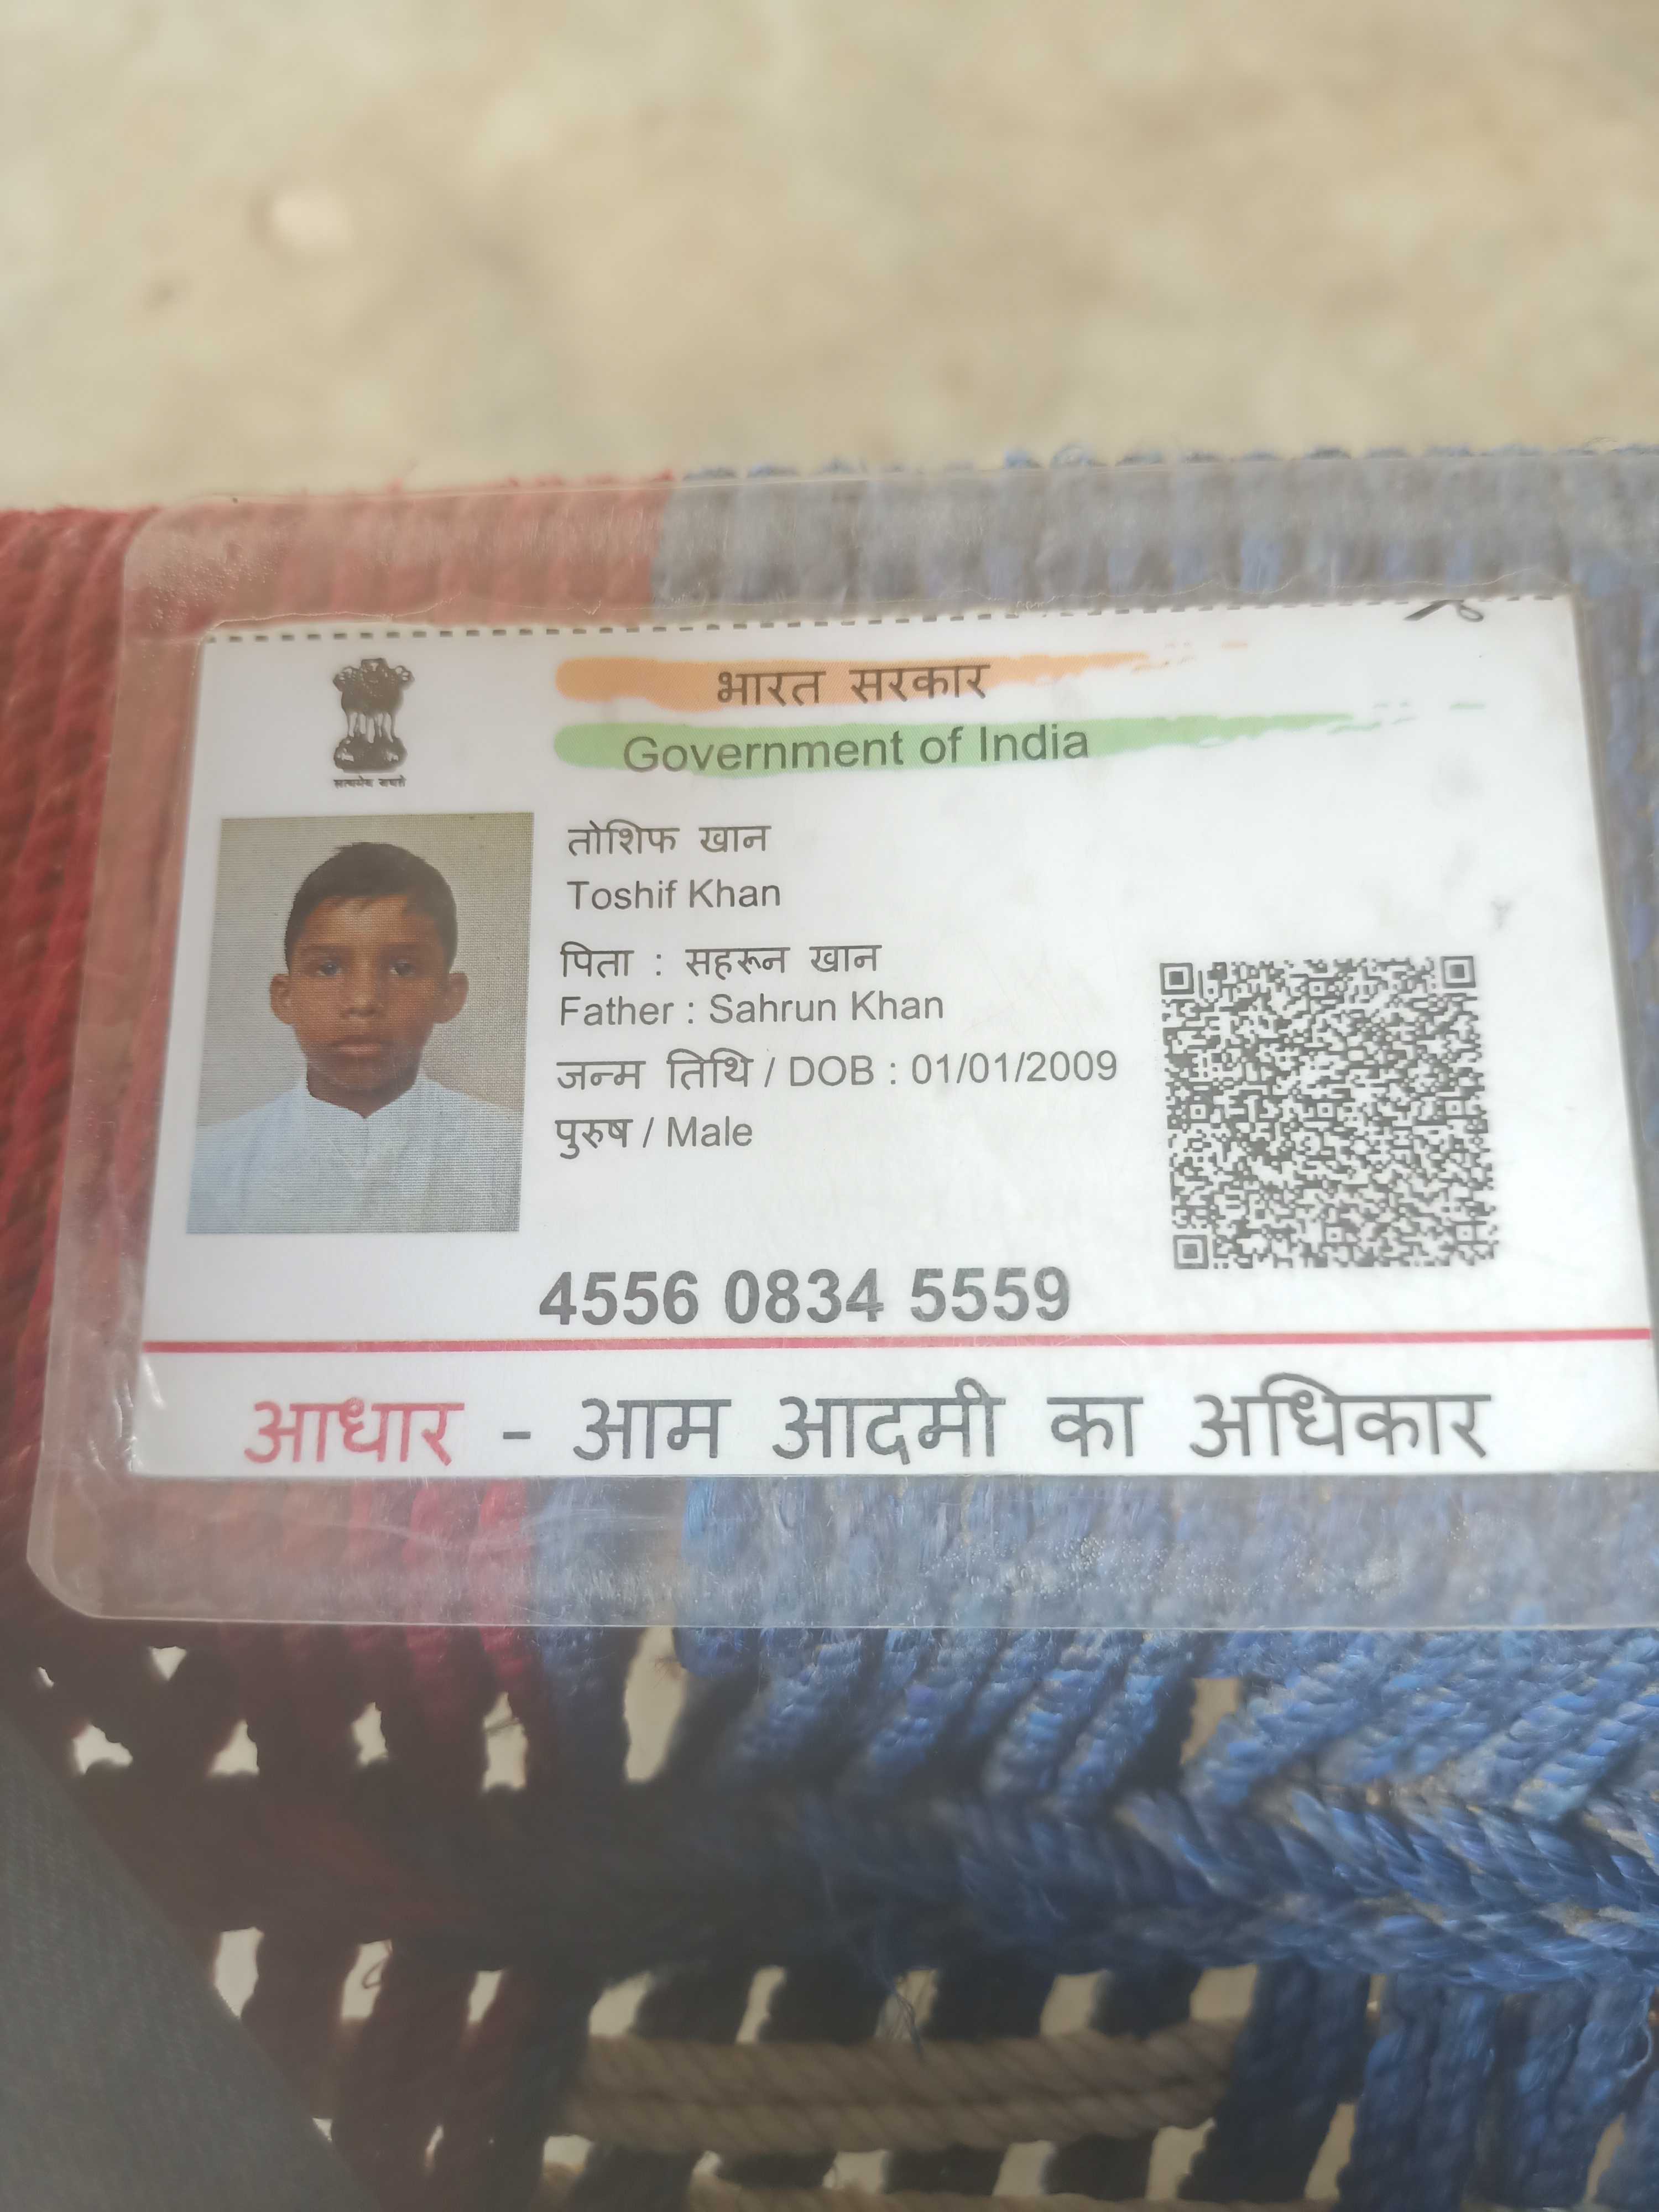 भारत सरकार
Government of India
सत्यमेव जयते
तोशिफ खान
Toshif Khan
पिता : सहरून खान
Father : Sahrun Khan
जन्म तिथि / DOB : 01/01/2009
पुरुष / Male
4556 0834 5559
आधार - आम आदमी का अधिकार